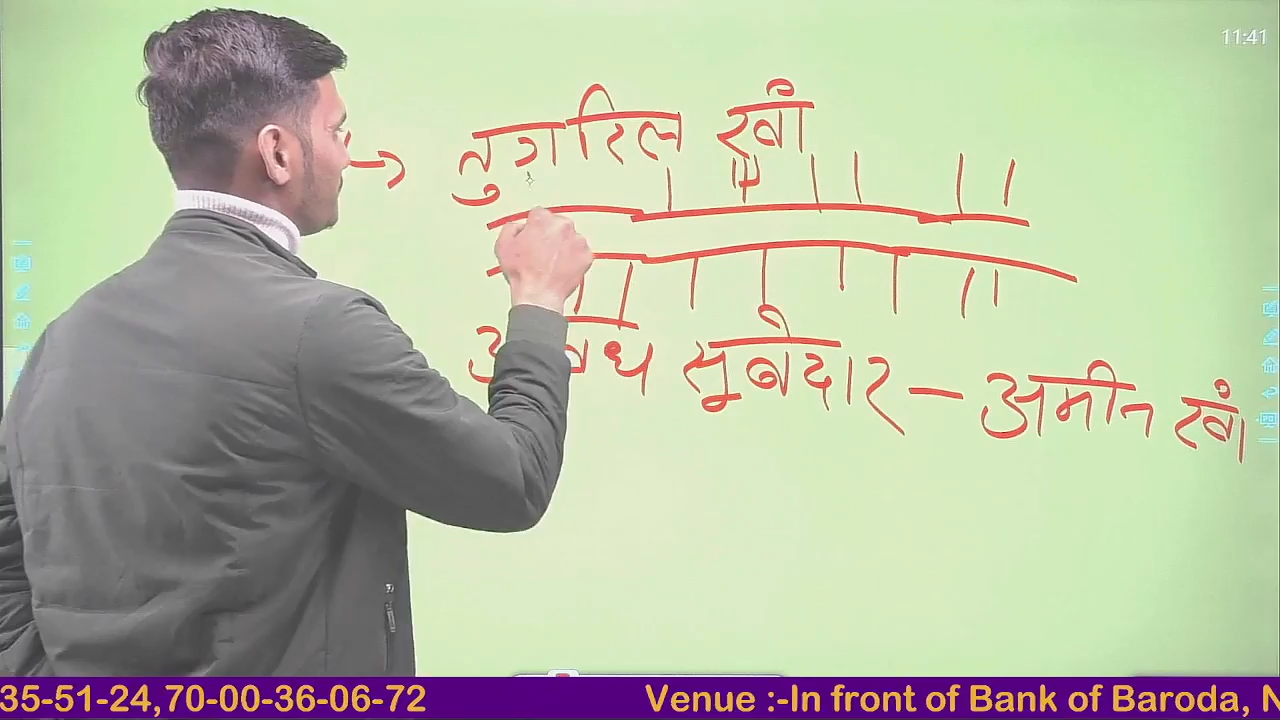 11:41
तुगरिल खाँ
अवध सूबेदार - अमीन खाँ
35-51-24,70-00-36-06-72 Venue :-In front of Bank of Baroda, N